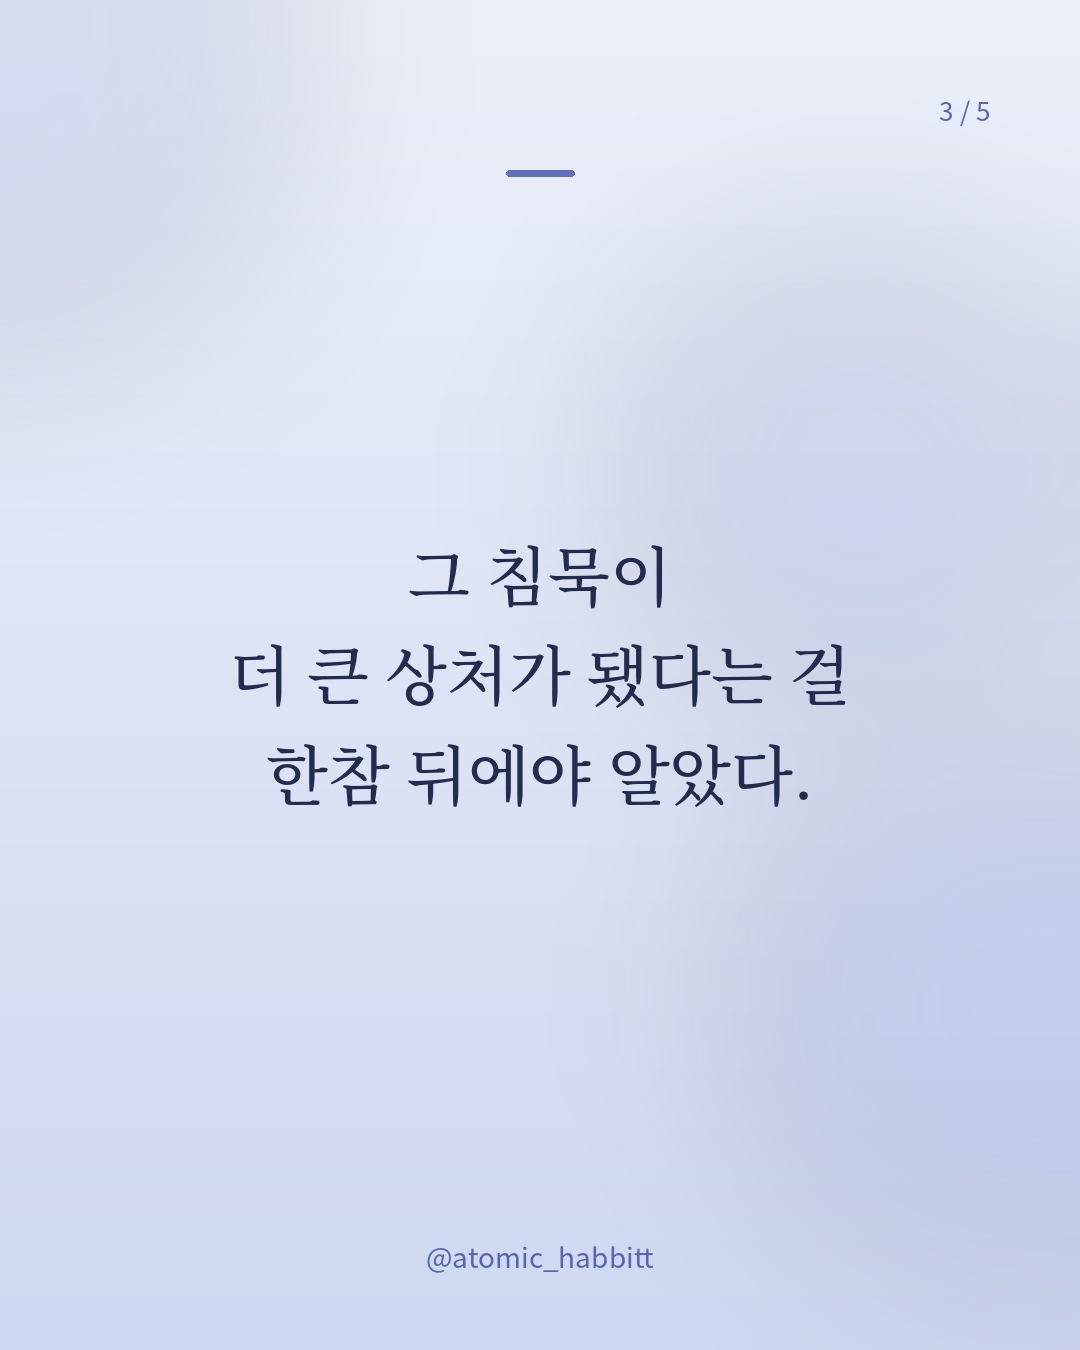 3 / 5
그 침묵이
더 큰 상처가 됐다는 걸
한참 뒤에야 알았다.
@atomic_habbitt